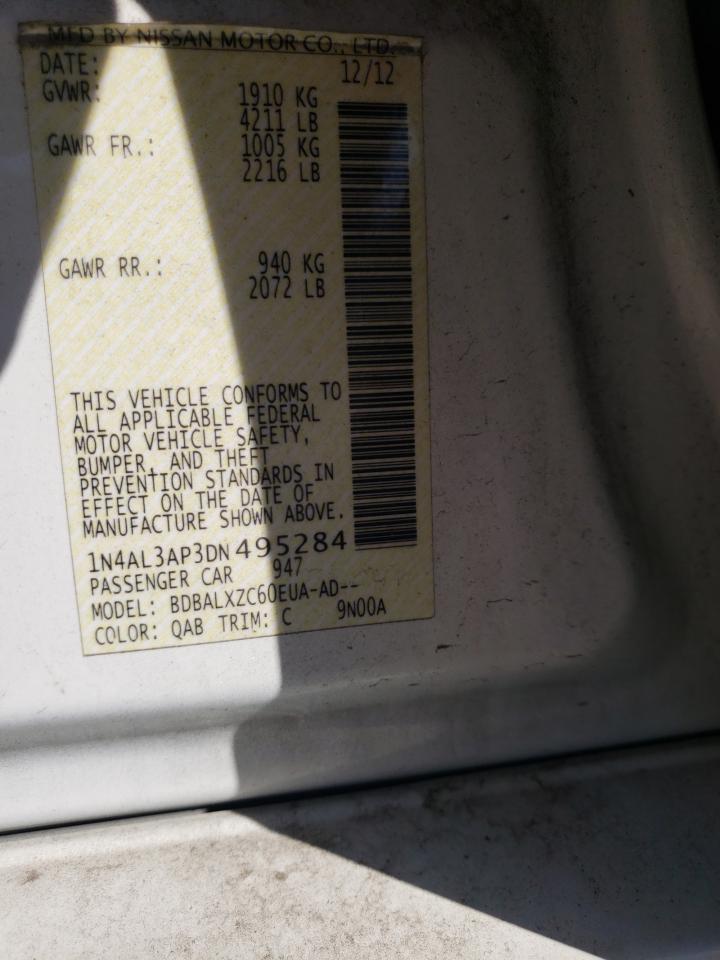 MFD BY NISSAN MOTOR CO., LTD.
DATE: 12/12
GVWR: 1910 KG
4211 LB
GAWR FR.: 1005 KG
2216 LB
GAWR RR.: 940 KG
2072 LB
THIS VEHICLE CONFORMS TO
ALL APPLICABLE FEDERAL
MOTOR VEHICLE SAFETY,
BUMPER, AND THEFT
PREVENTION STANDARDS IN
EFFECT ON THE DATE OF
MANUFACTURE SHOWN ABOVE.
1N4AL3AP3DN495284
PASSENGER CAR 947
MODEL: BDBALXZC60EUA-AD--
COLOR: QAB TRIM: C 9N00A